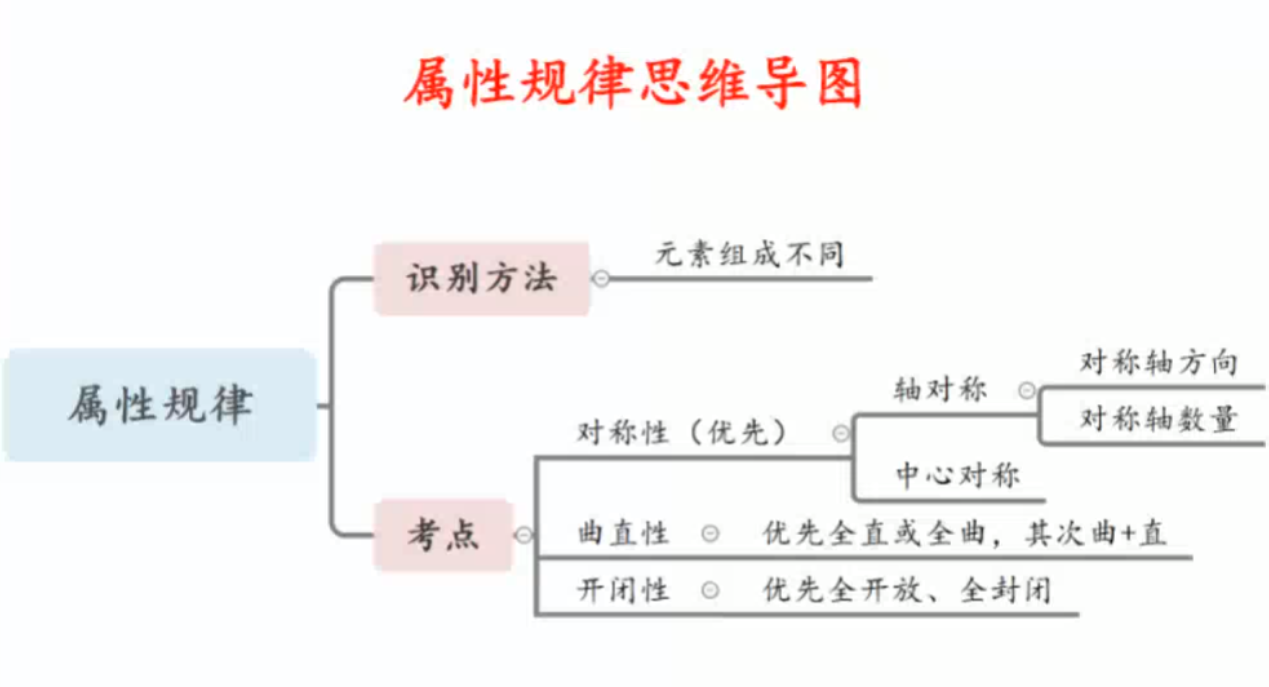 属性规律思维导图
元素组成不同
识别方法
对称轴方向
轴对称
属性规律
对称轴数量
对称性（优先）
中心对称
考点
曲直性 优先全直或全曲，其次曲+直
开闭性 优先全开放、全封闭